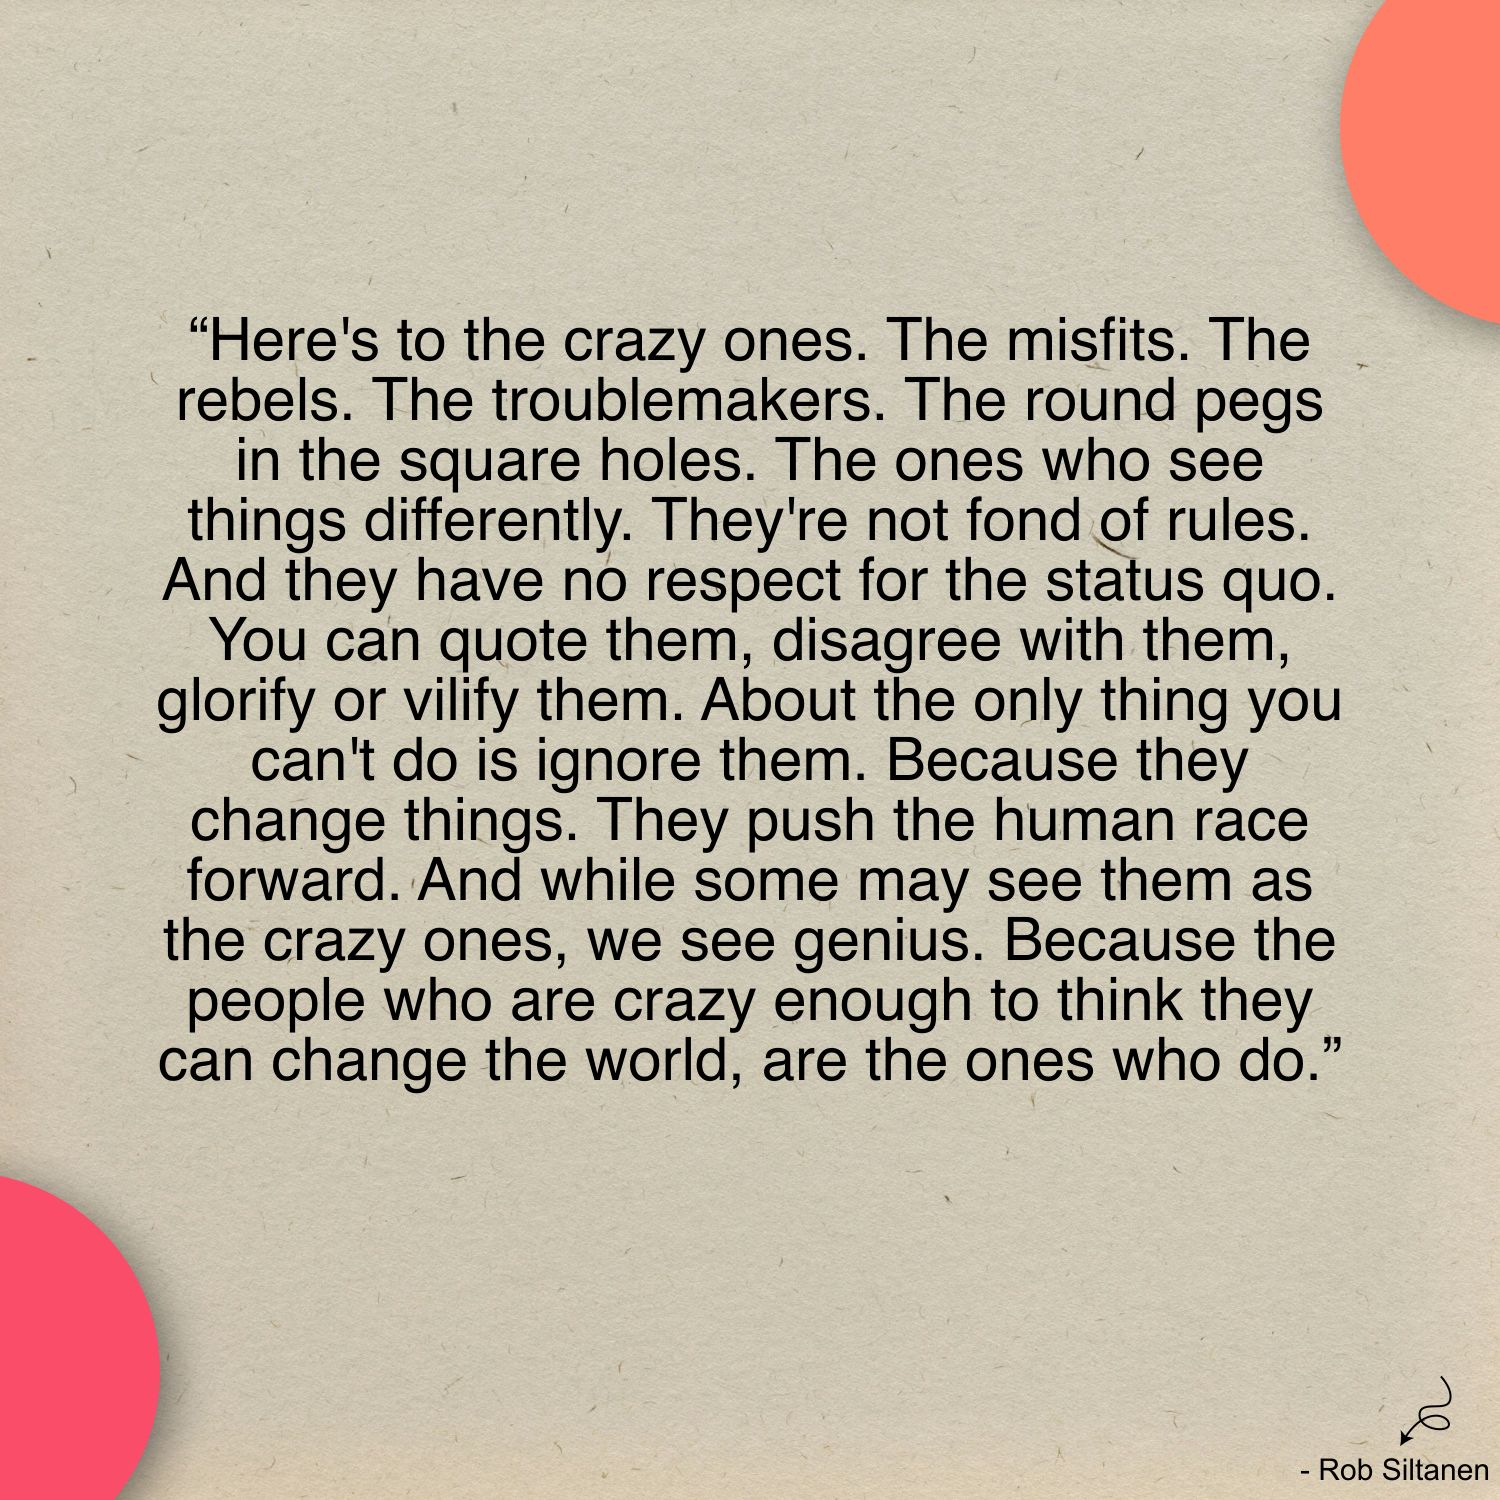 “Here's to the crazy ones. The misfits. The
rebels. The troublemakers. The round pegs
in the square holes. The ones who see
things differently. They're not fond of rules.
And they have no respect for the status quo.
You can quote them, disagree with them,
glorify or vilify them. About the only thing you
can't do is ignore them. Because they
change things. They push the human race
forward. And while some may see them as
the crazy ones, we see genius. Because the
people who are crazy enough to think they
can change the world, are the ones who do.”
- Rob Siltanen